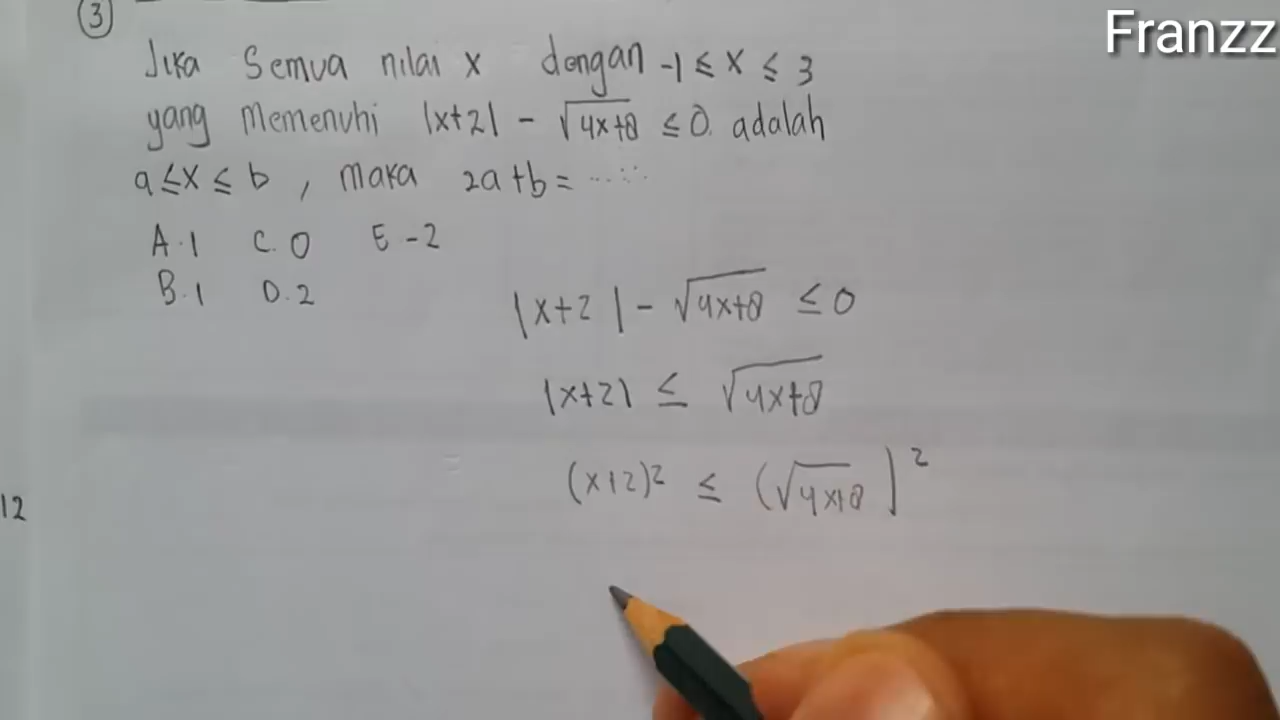 Franzz
3
Jika Semua nilai x dengan -1 ≤ x ≤ 3
yang memenuhi |x+2| - √4x+8 ≤ 0 adalah
a ≤ x ≤ b , maka 2a+b = ......
A. 1 C. 0 E -2
B. 1 D. 2
|x+2| - √4x+8 ≤ 0
|x+2| ≤ √4x+8
(x+2)² ≤ (√4x+8)²
12